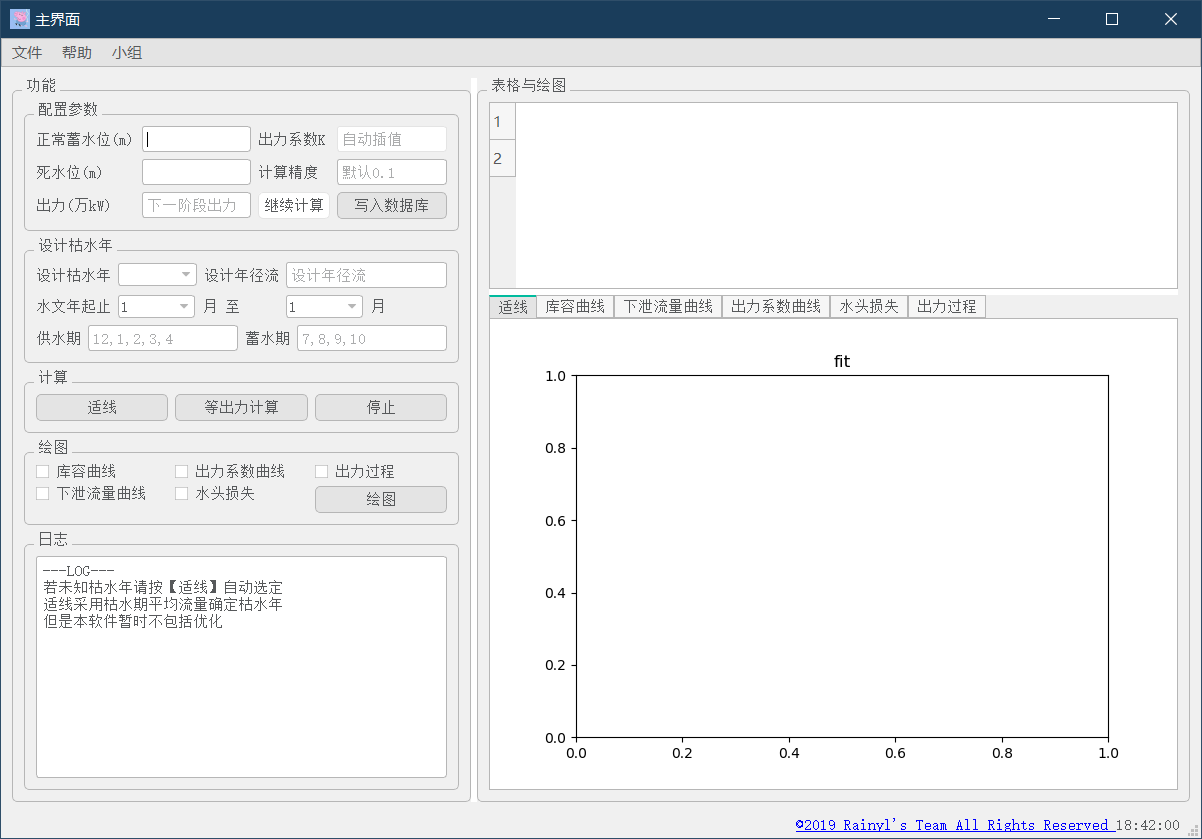 主界面
文件 帮助 小组
功能
配置参数
正常蓄水位(m) 出力系数K 自动插值
死水位(m) 计算精度 默认0.1
出力(万kW) 下一阶段出力 继续计算 写入数据库
设计枯水年
设计枯水年 设计年径流 设计年径流
水文年起止 1 月 至 1 月
供水期 12,1,2,3,4 蓄水期 7,8,9,10
计算
适线 等出力计算 停止
绘图
库容曲线 出力系数曲线 出力过程
下泄流量曲线 水头损失 绘图
日志
---LOG---
若未知枯水年请按【适线】自动选定
适线采用枯水期平均流量确定枯水年
但是本软件暂时不包括优化
表格与绘图
1
2
适线 库容曲线 下泄流量曲线 出力系数曲线 水头损失 出力过程
fit
1.0
0.8
0.6
0.4
0.2
0.0
0.0 0.2 0.4 0.6 0.8 1.0
©2019 Rainyl's Team All Rights Reserved 18:42:00